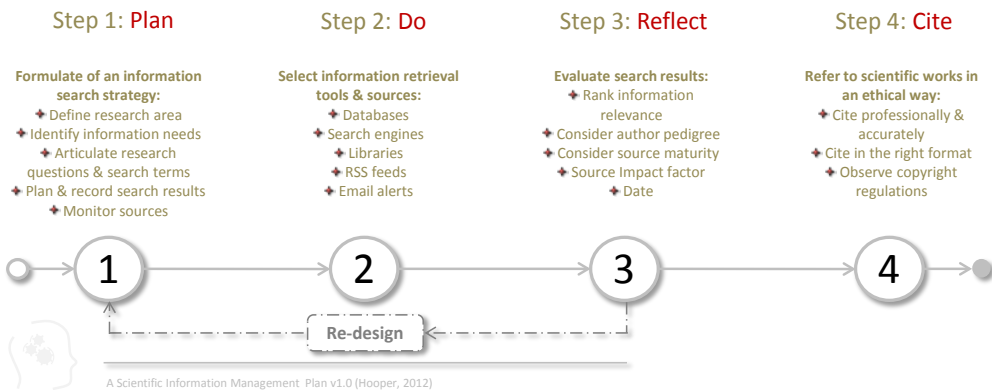 Step 1: Plan
Formulate of an information
search strategy:
Define research area
Identify information needs
Articulate research
questions & search terms
Plan & record search results
Monitor sources
Step 2: Do
Select information retrieval
tools & sources:
Databases
Search engines
Libraries
RSS feeds
Email alerts
Step 3: Reflect
Evaluate search results:
Rank information
relevance
Consider author pedigree
Consider source maturity
Source Impact factor
Date
Step 4: Cite
Refer to scientific works in
an ethical way:
Cite professionally &
accurately
Cite in the right format
Observe copyright
regulations
1
2
3
4
Re-design
A Scientific Information Management Plan v1.0 (Hooper, 2012)